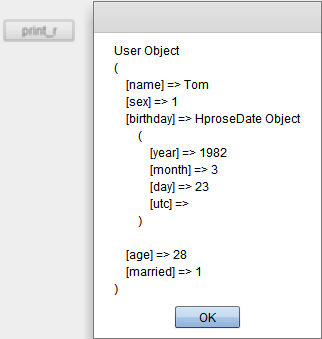 print_r
User Object
(
[name] => Tom
[sex] => 1
[birthday] => HproseDate Object
(
[year] => 1982
[month] => 3
[day] => 23
[utc] =>
)
[age] => 28
[married] => 1
)
OK